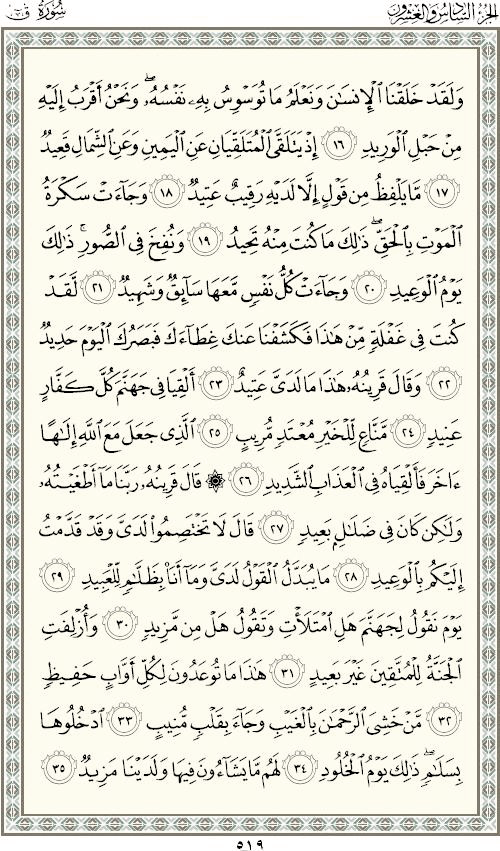 الجزء السادس والعشرون
سورة ق
وَلَقَدْ خَلَقْنَا ٱلْإِنسَٰنَ وَنَعْلَمُ مَا تُوَسْوِسُ بِهِۦ نَفْسُهُۥ ۖ وَنَحْنُ أَقْرَبُ إِلَيْهِ
مِنْ حَبْلِ ٱلْوَرِيدِ ١٦ إِذْ يَتَلَقَّى ٱلْمُتَلَقِّيَانِ عَنِ ٱلْيَمِينِ وَعَنِ ٱلشِّمَالِ قَعِيدٌ
١٧ مَّا يَلْفِظُ مِن قَوْلٍ إِلَّا لَدَيْهِ رَقِيبٌ عَتِيدٌ ١٨ وَجَآءَتْ سَكْرَةُ
ٱلْمَوْتِ بِٱلْحَقِّ ۖ ذَٰلِكَ مَا كُنتَ مِنْهُ تَحِيدُ ١٩ وَنُفِخَ فِى ٱلصُّورِ ۚ ذَٰلِكَ
يَوْمُ ٱلْوَعِيدِ ٢٠ وَجَآءَتْ كُلُّ نَفْسٍ مَّعَهَا سَآئِقٌ وَشَهِيدٌ ٢١ لَّقَدْ
كُنتَ فِى غَفْلَةٍ مِّنْ هَٰذَا فَكَشَفْنَا عَنكَ غِطَآءَكَ فَبَصَرُكَ ٱلْيَوْمَ حَدِيدٌ
٢٢ وَقَالَ قَرِينُهُۥ هَٰذَا مَا لَدَىَّ عَتِيدٌ ٢٣ أَلْقِيَا فِى جَهَنَّمَ كُلَّ كَفَّارٍ
عَنِيدٍ ٢٤ مَّنَّاعٍ لِّلْخَيْرِ مُعْتَدٍ مُّرِيبٍ ٢٥ ٱلَّذِى جَعَلَ مَعَ ٱللَّهِ إِلَٰهًا
ءَاخَرَ فَأَلْقِيَاهُ فِى ٱلْعَذَابِ ٱلشَّدِيدِ ٢٦ ۞ قَالَ قَرِينُهُۥ رَبَّنَا مَآ أَطْغَيْتُهُۥ
وَلَٰكِن كَانَ فِى ضَلَٰلٍۭ بَعِيدٍ ٢٧ قَالَ لَا تَخْتَصِمُوا۟ لَدَىَّ وَقَدْ قَدَّمْتُ
إِلَيْكُم بِٱلْوَعِيدِ ٢٨ مَا يُبَدَّلُ ٱلْقَوْلُ لَدَىَّ وَمَآ أَنَا۠ بِظَلَّٰمٍ لِّلْعَبِيدِ ٢٩
يَوْمَ نَقُولُ لِجَهَنَّمَ هَلِ ٱمْتَلَأْتِ وَتَقُولُ هَلْ مِن مَّزِيدٍ ٣٠ وَأُزْلِفَتِ
ٱلْجَنَّةُ لِلْمُتَّقِينَ غَيْرَ بَعِيدٍ ٣١ هَٰذَا مَا تُوعَدُونَ لِكُلِّ أَوَّابٍ حَفِيظٍ
٣٢ مَّنْ خَشِىَ ٱلرَّحْمَٰنَ بِٱلْغَيْبِ وَجَآءَ بِقَلْبٍ مُّنِيبٍ ٣٣ ٱدْخُلُوهَا
بِسَلَٰمٍ ۖ ذَٰلِكَ يَوْمُ ٱلْخُلُودِ ٣٤ لَهُم مَّا يَشَآءُونَ فِيهَا وَلَدَيْنَا مَزِيدٌ ٣٥
٥١٩